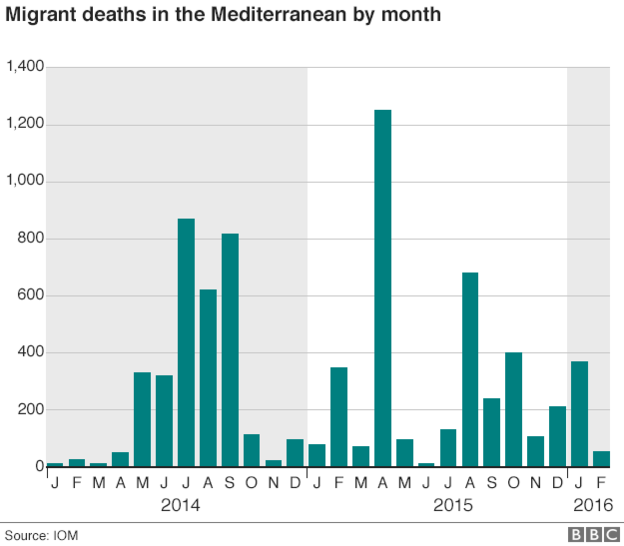 Migrant deaths in the Mediterranean by month
1,400
1,200
1,000
800
600
400
200
0
J F M A M J J A S O N D J F M A M J J A S O N D J F
2014 2015 2016
Source: IOM BBC